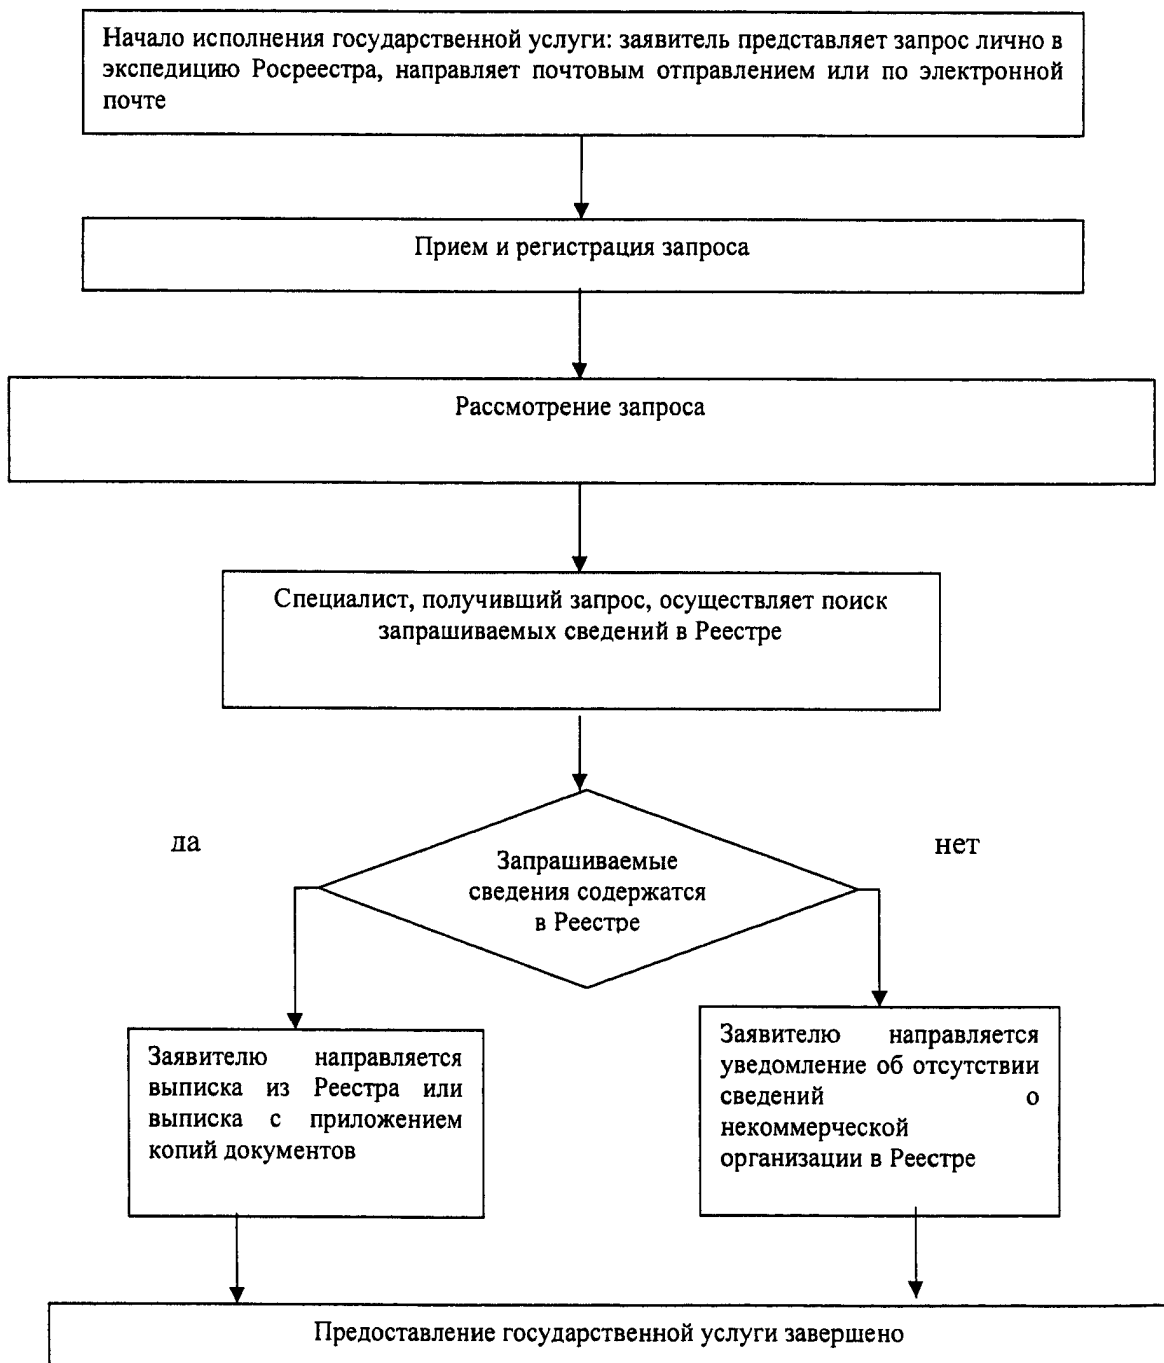 Начало исполнения государственной услуги: заявитель представляет запрос лично в
экспедицию Росреестра, направляет почтовым отправлением или по электронной
почте
Прием и регистрация запроса
Рассмотрение запроса
Специалист, получивший запрос, осуществляет поиск
запрашиваемых сведений в Реестре
да
нет
Запрашиваемые
сведения содержатся
в Реестре
Заявителю направляется
выписка из Реестра или
выписка с приложением
копий документов
Заявителю направляется
уведомление об отсутствии
сведений о
некоммерческой
организации в Реестре
Предоставление государственной услуги завершено